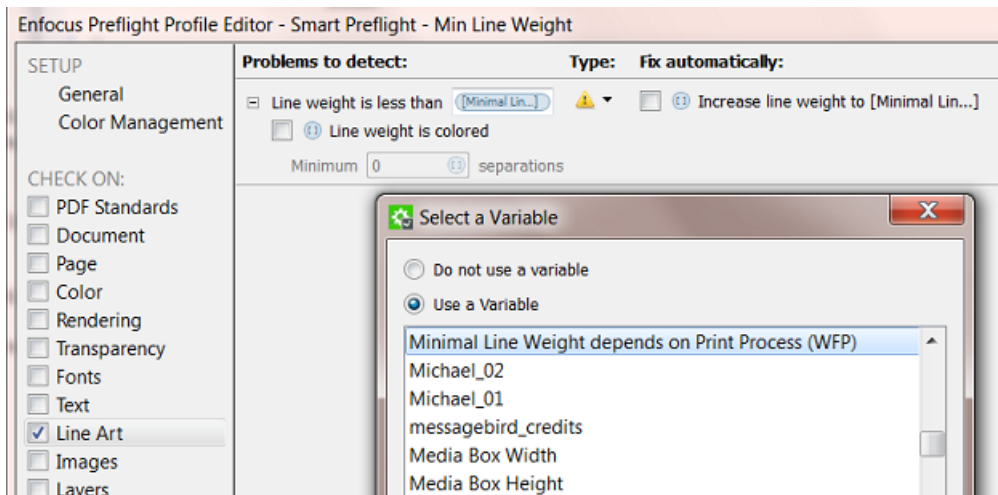 Enfocus Preflight Profile Editor - Smart Preflight - Min Line Weight
SETUP
General
Color Management
CHECK ON:
PDF Standards
Document
Page
Color
Rendering
Transparency
Fonts
Text
Line Art
Images
Layers
Problems to detect: Type: Fix automatically:
Line weight is less than [Minimal Lin...] Increase line weight to [Minimal Lin...]
Line weight is colored
Minimum 0 separations
Select a Variable
Do not use a variable
Use a Variable
Minimal Line Weight depends on Print Process (WFP)
Michael_02
Michael_01
messagebird_credits
Media Box Width
Media Box Height